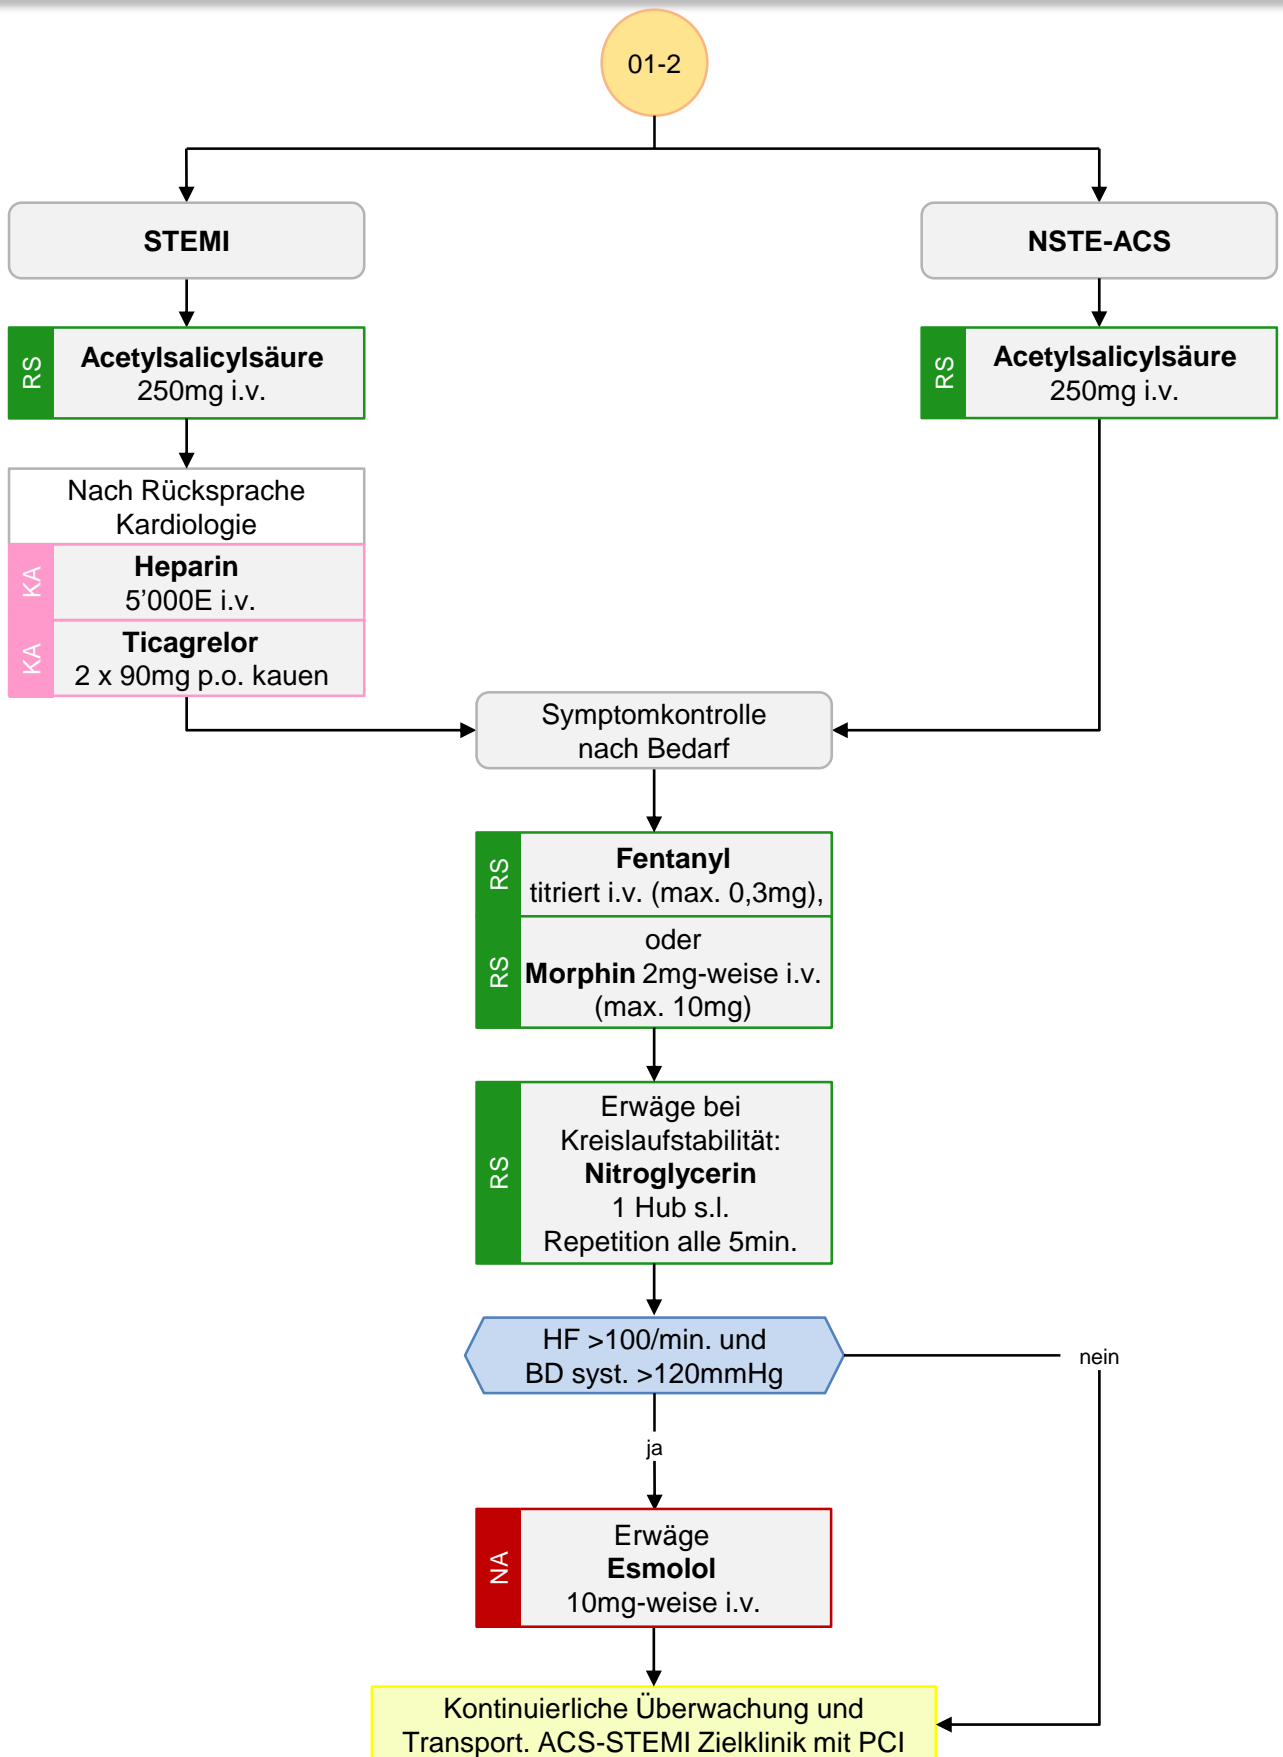 01-2
STEMI
NSTE-ACS
RS
Acetylsalicylsäure
250mg i.v.
RS
Acetylsalicylsäure
250mg i.v.
Nach Rücksprache
Kardiologie
KA
Heparin
5’000E i.v.
KA
Ticagrelor
2 x 90mg p.o. kauen
Symptomkontrolle
nach Bedarf
RS
Fentanyl
titriert i.v. (max. 0,3mg),
RS
oder
Morphin 2mg-weise i.v.
(max. 10mg)
RS
Erwäge bei
Kreislaufstabilität:
Nitroglycerin
1 Hub s.l.
Repetition alle 5min.
HF >100/min. und
BD syst. >120mmHg
nein
ja
NA
Erwäge
Esmolol
10mg-weise i.v.
Kontinuierliche Überwachung und
Transport. ACS-STEMI Zielklinik mit PCI